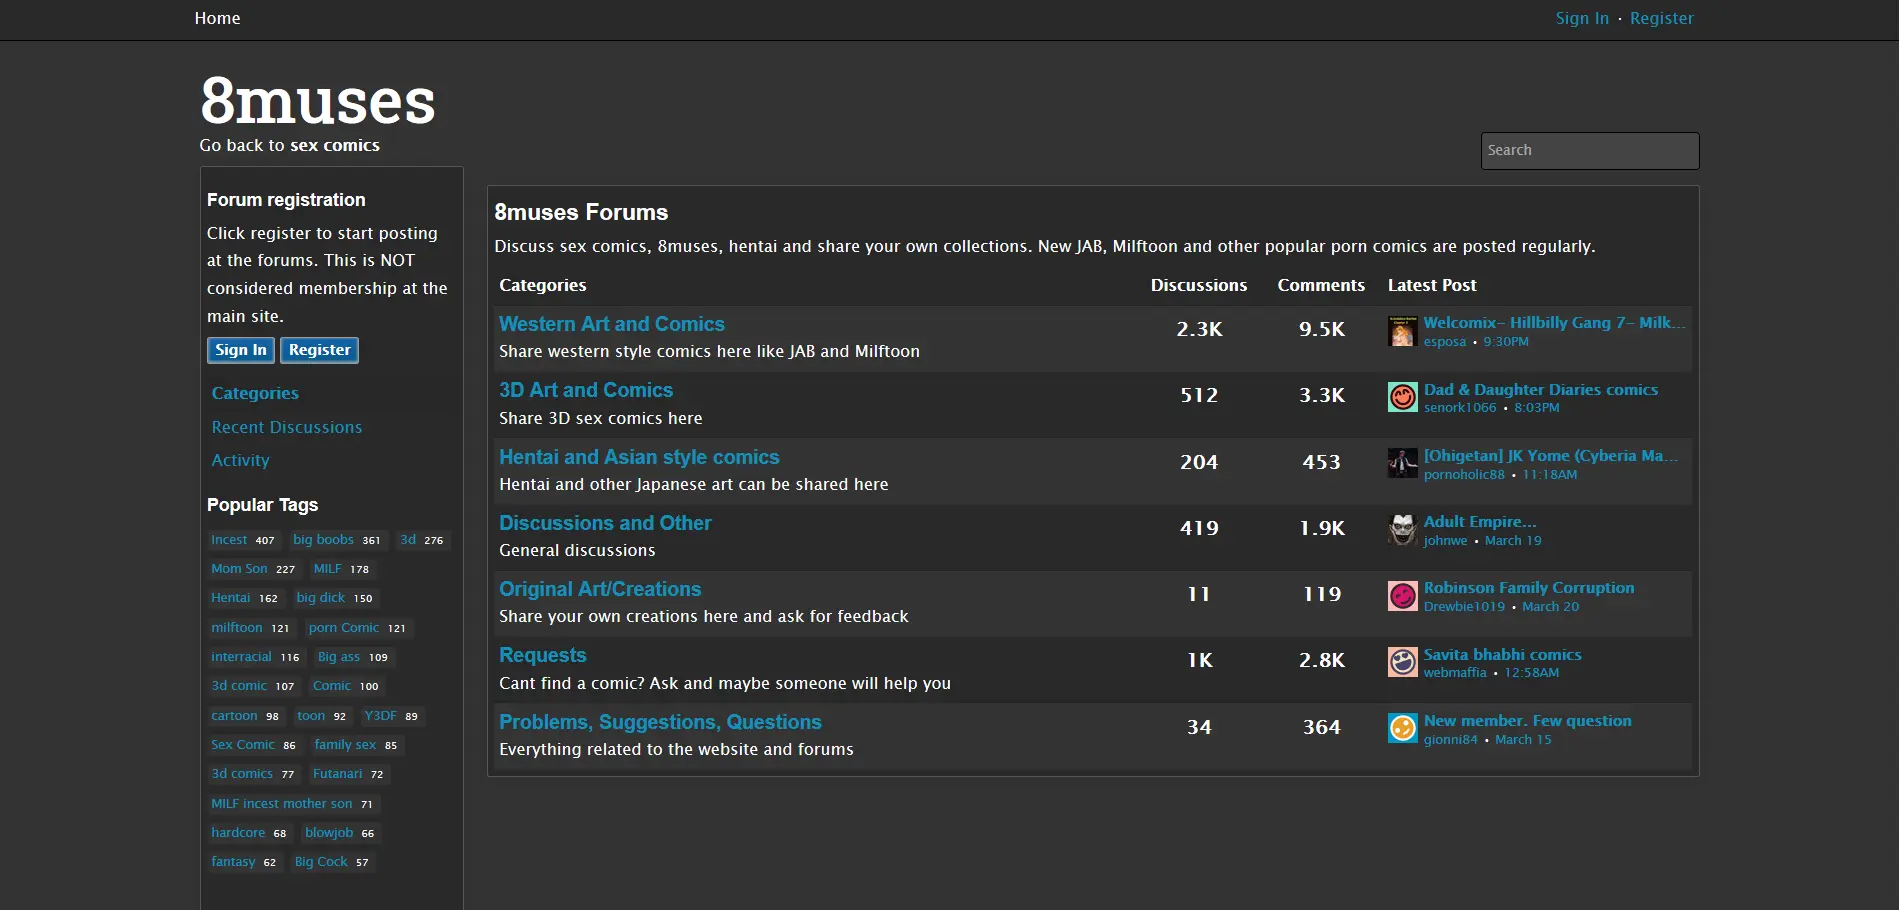 Home
Sign In · Register
8muses
Go back to sex comics
Search
Forum registration
Click register to start posting
at the forums. This is NOT
considered membership at the
main site.
Sign In Register
Categories
Recent Discussions
Activity
Popular Tags
Incest 407 big boobs 361 3d 276
Mom Son 227 MILF 178
Hentai 162 big dick 150
milftoon 121 porn Comic 121
interracial 116 Big ass 109
3d comic 107 Comic 100
cartoon 98 toon 92 Y3DF 89
Sex Comic 86 family sex 85
3d comics 77 Futanari 72
MILF incest mother son 71
hardcore 68 blowjob 66
fantasy 62 Big Cock 57
8muses Forums
Discuss sex comics, 8muses, hentai and share your own collections. New JAB, Milftoon and other popular porn comics are posted regularly.
Categories Discussions Comments Latest Post
Western Art and Comics 2.3K 9.5K Welcomix- Hillbilly Gang 7- Milk...
Share western style comics here like JAB and Milftoon esposa • 9:30PM
3D Art and Comics 512 3.3K Dad & Daughter Diaries comics
Share 3D sex comics here senork1066 • 8:03PM
Hentai and Asian style comics 204 453 [Ohigetan] JK Yome (Cyberia Ma...
Hentai and other Japanese art can be shared here pornoholic88 • 11:18AM
Discussions and Other 419 1.9K Adult Empire...
General discussions johnwe • March 19
Original Art/Creations 11 119 Robinson Family Corruption
Share your own creations here and ask for feedback Drewbie1019 • March 20
Requests 1K 2.8K Savita bhabhi comics
Cant find a comic? Ask and maybe someone will help you webmaffia • 12:58AM
Problems, Suggestions, Questions 34 364 New member. Few question
Everything related to the website and forums gionni84 • March 15